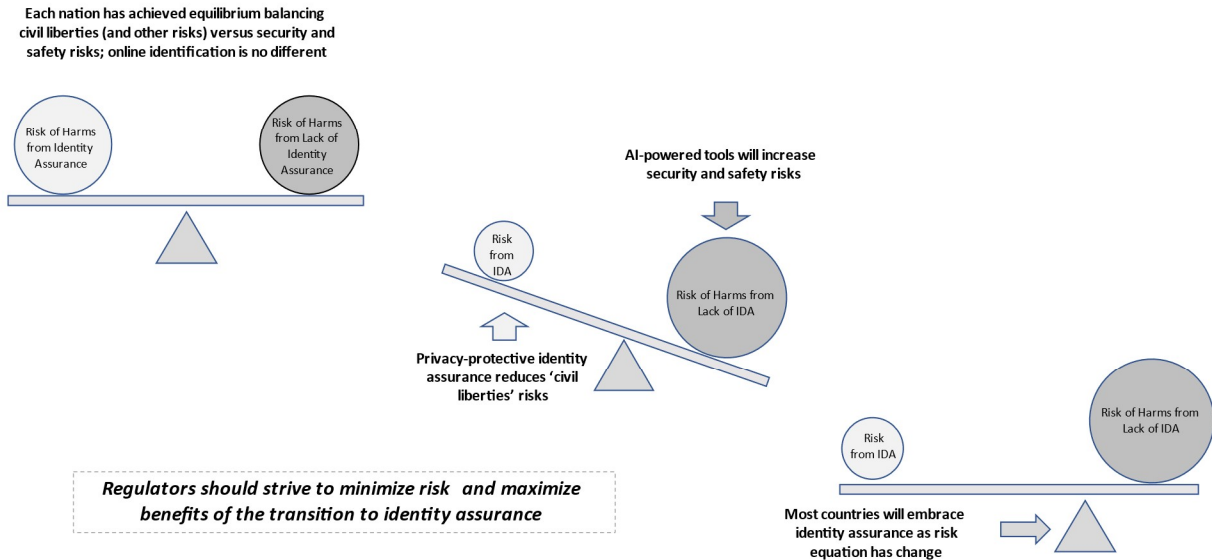 Each nation has achieved equilibrium balancing
civil liberties (and other risks) versus security and
safety risks; online identification is no different
Risk of Harms
from Identity
Assurance
Risk of Harms
from Lack of
Identity
Assurance
AI-powered tools will increase
security and safety risks
Risk
from
IDA
Risk of Harms from
Lack of IDA
Privacy-protective identity
assurance reduces ‘civil
liberties’ risks
Risk
from IDA
Risk of Harms from
Lack of IDA
Regulators should strive to minimize risk and maximize
benefits of the transition to identity assurance
Most countries will embrace
identity assurance as risk
equation has change